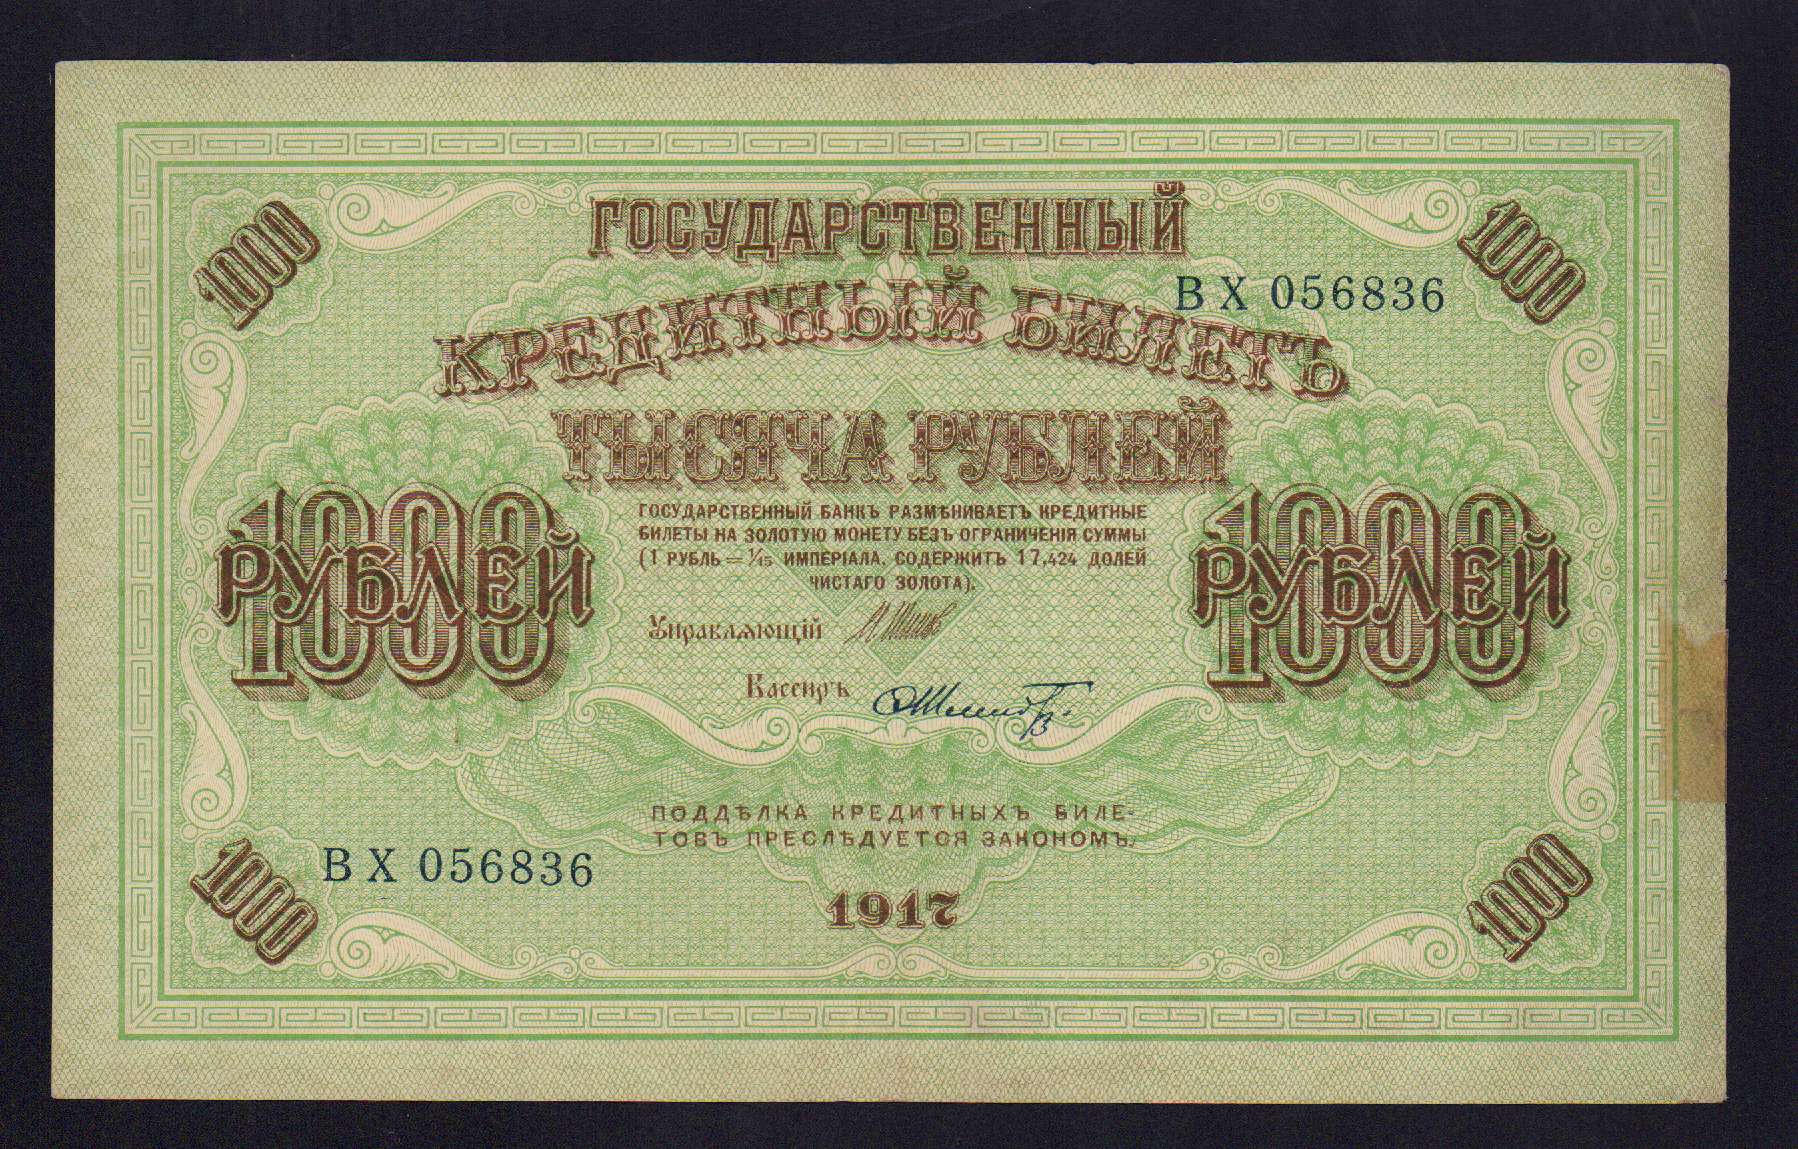 1000
1000
ГОСУДАРСТВЕННЫЙ
ВХ 056836
КРЕДИТНЫЙ БИЛЕТЪ
ТЫСЯЧА РУБЛЕЙ
1000
РУБЛЕЙ
1000
РУБЛЕЙ
ГОСУДАРСТВЕННЫЙ БАНКЪ РАЗМѢНИВАЕТЪ КРЕДИТНЫЕ
БИЛЕТЫ НА ЗОЛОТУЮ МОНЕТУ БЕЗЪ ОГРАНИЧЕНІЯ СУММЫ
(1 РУБЛЬ = 1/15 ИМПЕРІАЛА, СОДЕРЖИТЪ 17,424 ДОЛЕЙ
ЧИСТАГО ЗОЛОТА).
Управляющій
Кассиръ
ПОДДѢЛКА КРЕДИТНЫХЪ БИЛЕ-
ТОВЪ ПРЕСЛѢДУЕТСЯ ЗАКОНОМЪ.
ВХ 056836
1917
1000
1000